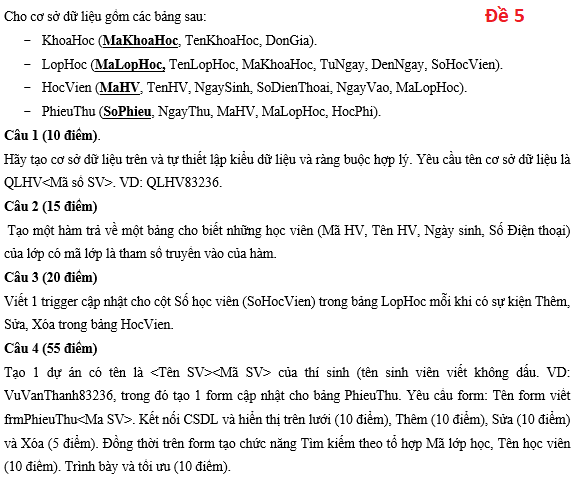 Cho cơ sở dữ liệu gồm các bảng sau:
Đề 5
− KhoaHoc (MaKhoaHoc, TenKhoaHoc, DonGia).
− LopHoc (MaLopHoc, TenLopHoc, MaKhoaHoc, TuNgay, DenNgay, SoHocVien).
− HocVien (MaHV, TenHV, NgaySinh, SoDienThoai, NgayVao, MaLopHoc).
− PhieuThu (SoPhieu, NgayThu, MaHV, MaLopHoc, HocPhi).
Câu 1 (10 điểm).
Hãy tạo cơ sở dữ liệu trên và tự thiết lập kiểu dữ liệu và ràng buộc hợp lý. Yêu cầu tên cơ sở dữ liệu là
QLHV<Mã số SV>. VD: QLHV83236.
Câu 2 (15 điểm)
Tạo một hàm trả về một bảng cho biết những học viên (Mã HV, Tên HV, Ngày sinh, Số Điện thoại)
của lớp có mã lớp là tham số truyền vào của hàm.
Câu 3 (20 điểm)
Viết 1 trigger cập nhật cho cột Số học viên (SoHocVien) trong bảng LopHoc mỗi khi có sự kiện Thêm,
Sửa, Xóa trong bảng HocVien.
Câu 4 (55 điểm)
Tạo 1 dự án có tên là <Tên SV><Mã SV> của thí sinh (tên sinh viên viết không dấu. VD:
VuVanThanh83236, trong đó tạo 1 form cập nhật cho bảng PhieuThu. Yêu cầu form: Tên form viết
frmPhieuThu<Ma SV>. Kết nối CSDL và hiển thị trên lưới (10 điểm), Thêm (10 điểm), Sửa (10 điểm)
và Xóa (5 điểm). Đồng thời trên form tạo chức năng Tìm kiếm theo tổ hợp Mã lớp học, Tên học viên
(10 điểm). Trình bày và tối ưu (10 điểm).